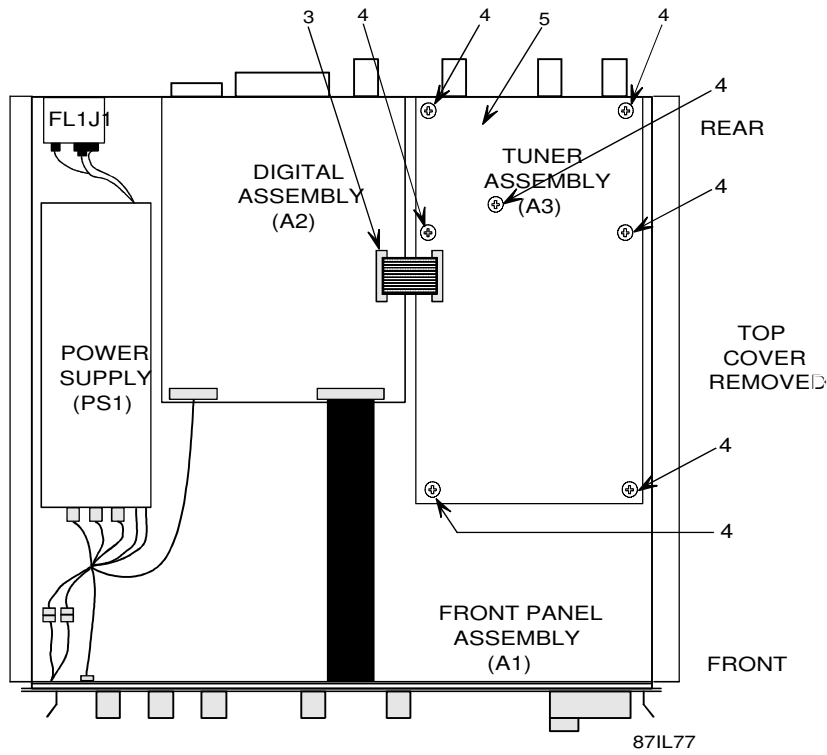 3
4
4
5
4
4
FL1J1
REAR
DIGITAL
ASSEMBLY
(A2)
TUNER
ASSEMBLY
(A3)
4
4
POWER
SUPPLY
(PS1)
TOP
COVER
REMOVED
4
4
FRONT PANEL
ASSEMBLY
(A1)
FRONT
87IL77